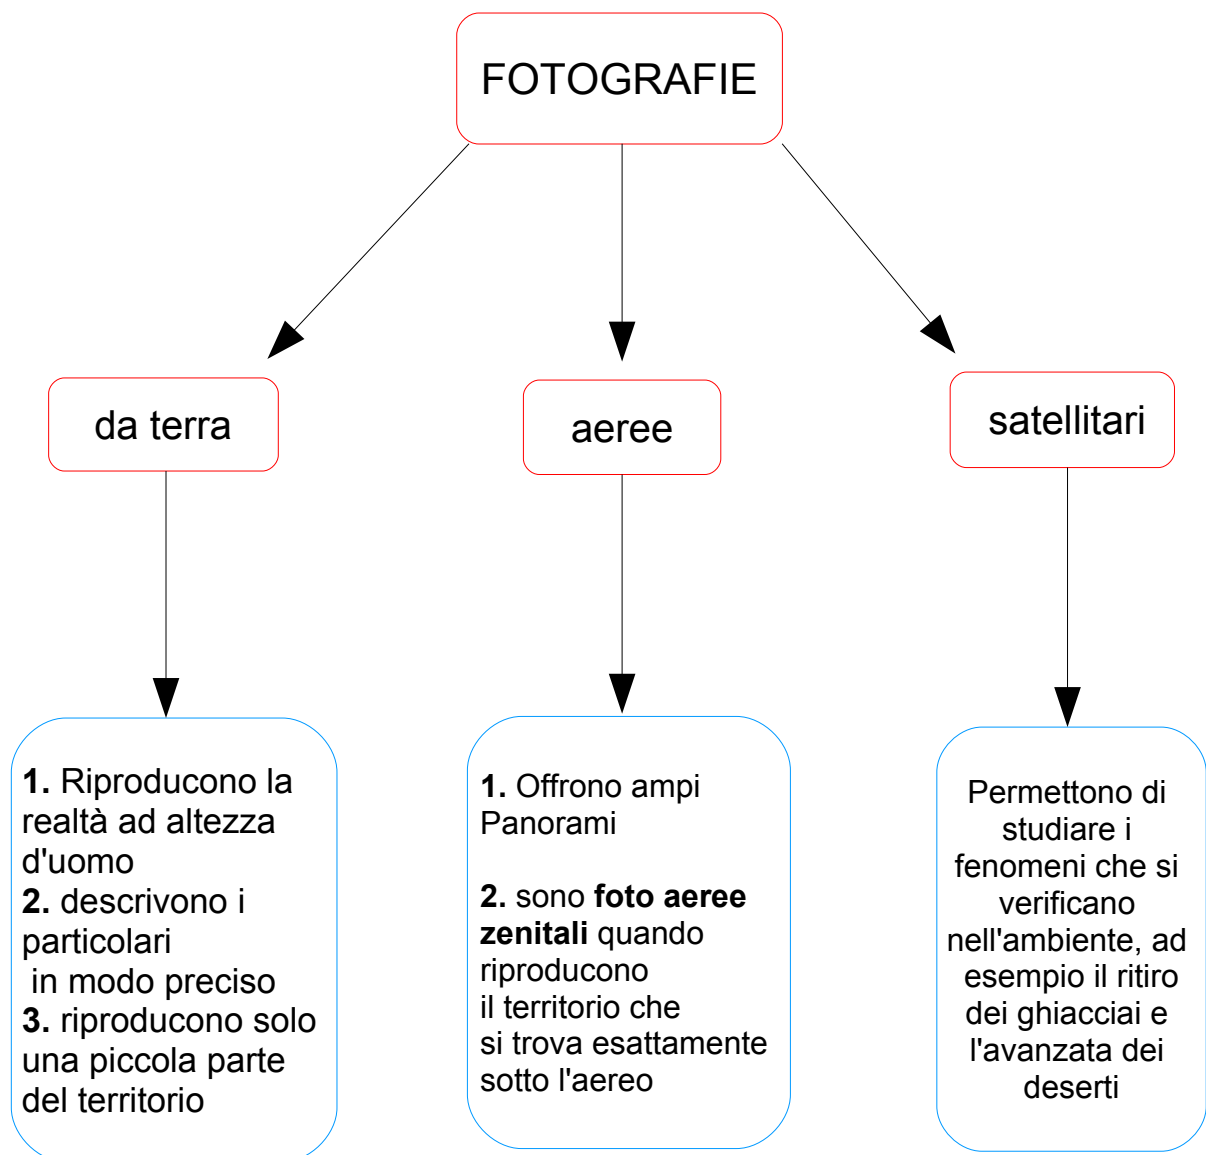 FOTOGRAFIE
da terra
aeree
satellitari
1. Riproducono la
realtà ad altezza
d'uomo
2. descrivono i
particolari
in modo preciso
3. riproducono solo
una piccola parte
del territorio
1. Offrono ampi
Panorami
2. sono foto aeree
zenitali quando
riproducono
il territorio che
si trova esattamente
sotto l'aereo
Permettono di
studiare i
fenomeni che si
verificano
nell'ambiente, ad
esempio il ritiro
dei ghiacciai e
l'avanzata dei
deserti